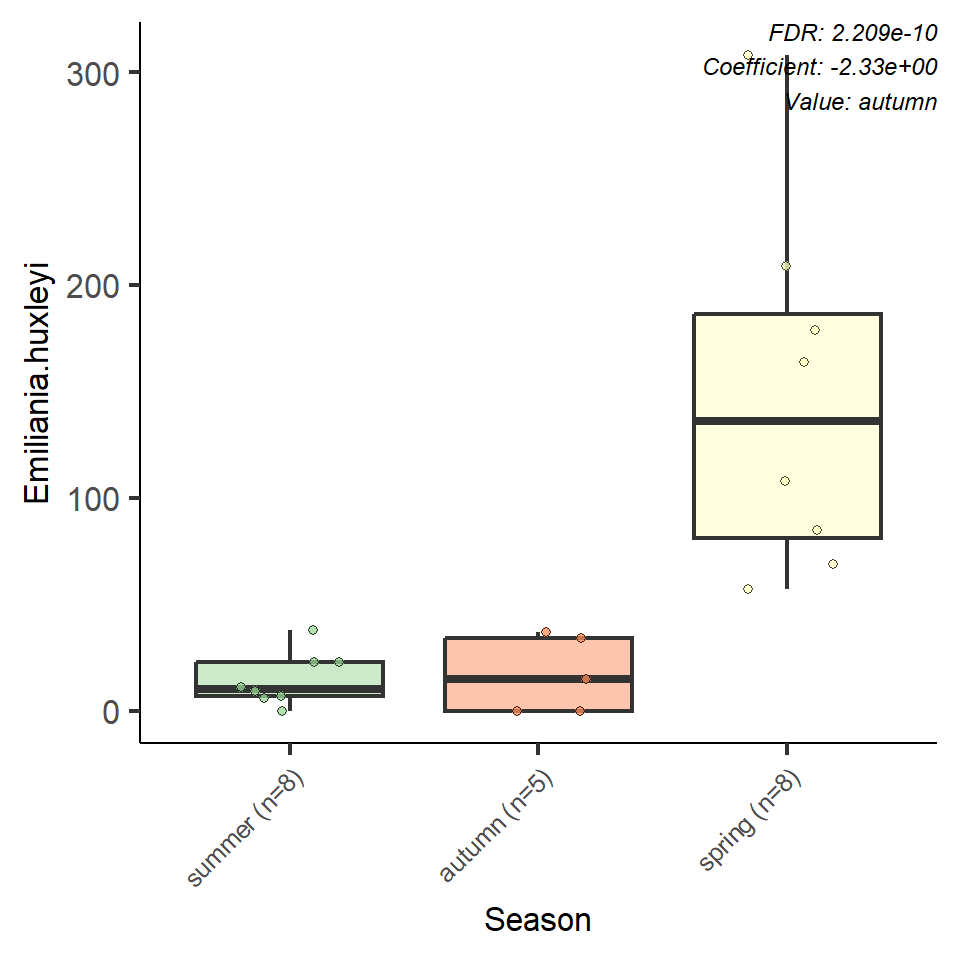 FDR: 2.209e-10
Coefficient: -2.33e+00
Value: autumn
Emiliania.huxleyi
300
200
100
0
summer (n=8)
autumn (n=5)
spring (n=8)
Season